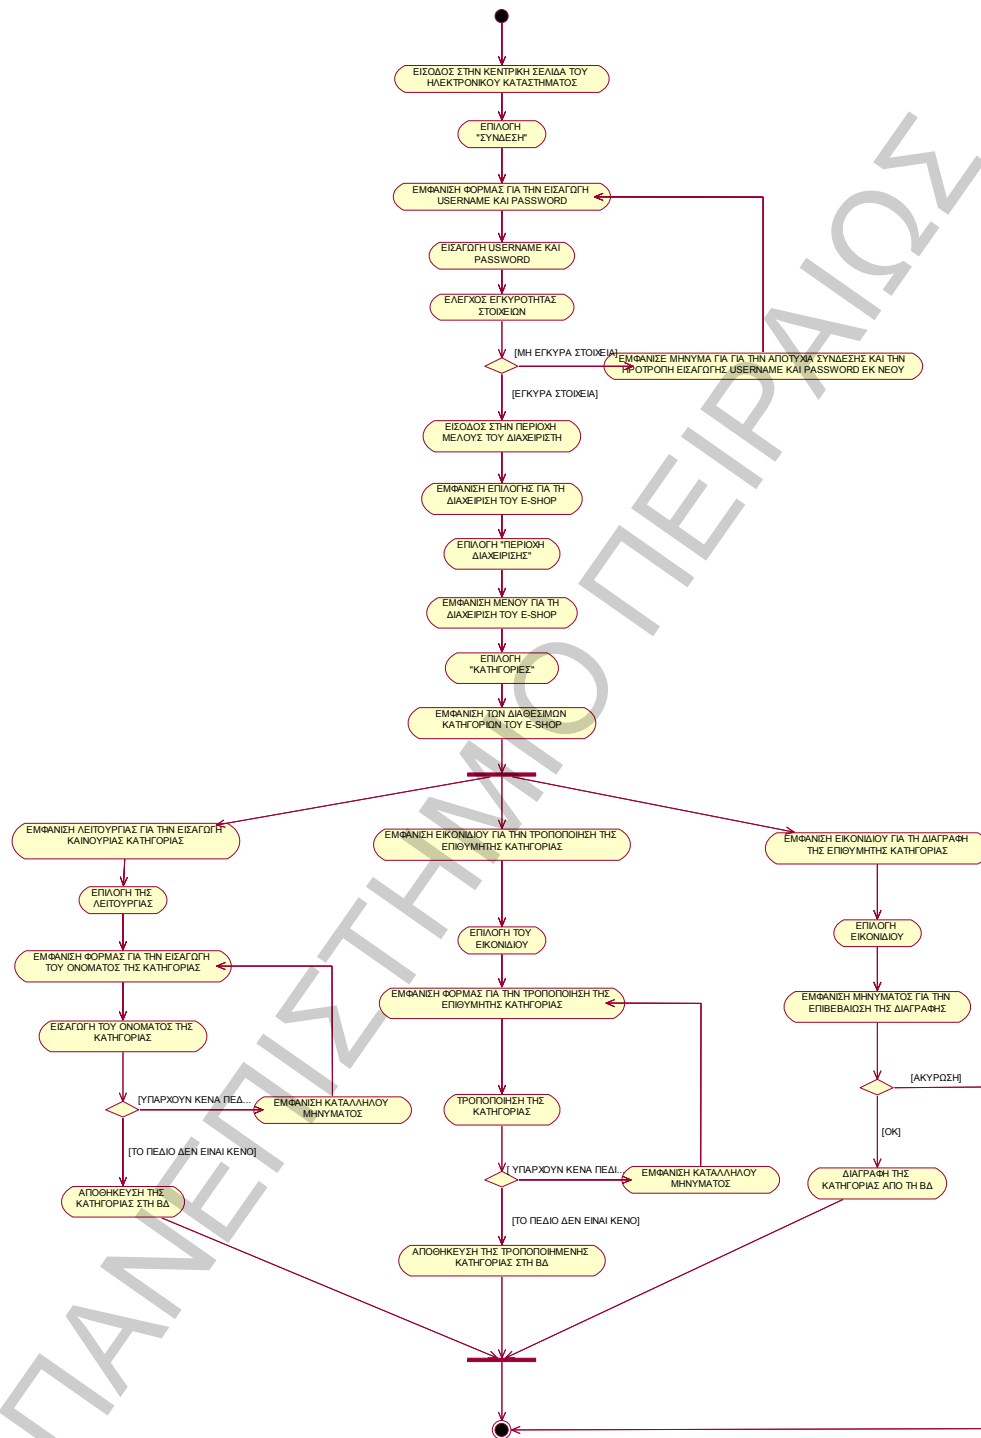 ΕΙΣΟΔΟΣ ΣΤΗΝ ΚΕΝΤΡΙΚΗ ΣΕΛΙΔΑ ΤΟΥ
ΗΛΕΚΤΡΟΝΙΚΟΥ ΚΑΤΑΣΤΗΜΑΤΟΣ
ΕΠΙΛΟΓΗ
"ΣΥΝΔΕΣΗ"
ΕΜΦΑΝΙΣΗ ΦΟΡΜΑΣ ΓΙΑ ΤΗΝ ΕΙΣΑΓΩΓΗ
USERNAME ΚΑΙ PASSWORD
ΕΙΣΑΓΩΓΗ USERNAME ΚΑΙ
PASSWORD
ΕΛΕΓΧΟΣ ΕΓΚΥΡΟΤΗΤΑΣ
ΣΤΟΙΧΕΙΩΝ
[ΜΗ ΕΓΚΥΡΑ ΣΤΟΙΧΕΙΑ]
ΕΜΦΑΝΙΣΕ ΜΗΝΥΜΑ ΓΙΑ ΓΙΑ ΤΗΝ ΑΠΟΤΥΧΙΑ ΣΥΝΔΕΣΗΣ ΚΑΙ ΤΗΝ
ΠΡΟΤΡΟΠΗ ΕΙΣΑΓΩΓΗΣ USERNAME ΚΑΙ PASSWORD ΕΚ ΝΕΟΥ
[ΕΓΚΥΡΑ ΣΤΟΙΧΕΙΑ]
ΕΙΣΟΔΟΣ ΣΤΗΝ ΠΕΡΙΟΧΗ
ΜΕΛΟΥΣ ΤΟΥ ΔΙΑΧΕΙΡΙΣΤΗ
ΕΜΦΑΝΙΣΗ ΕΠΙΛΟΓΗΣ ΓΙΑ ΤΗ
ΔΙΑΧΕΙΡΙΣΗ ΤΟΥ E-SHOP
ΕΠΙΛΟΓΗ "ΠΕΡΙΟΧΗ
ΔΙΑΧΕΙΡΙΣΗΣ"
ΕΜΦΑΝΙΣΗ ΜΕΝΟΥ ΓΙΑ ΤΗ
ΔΙΑΧΕΙΡΙΣΗ ΤΟΥ E-SHOP
ΕΠΙΛΟΓΗ
"ΚΑΤΗΓΟΡΙΕΣ"
ΕΜΦΑΝΙΣΗ ΤΩΝ ΔΙΑΘΕΣΙΜΩΝ
ΚΑΤΗΓΟΡΙΩΝ ΤΟΥ E-SHOP
ΕΜΦΑΝΙΣΗ ΛΕΙΤΟΥΡΓΙΑΣ ΓΙΑ ΤΗΝ ΕΙΣΑΓΩΓΗ
ΚΑΙΝΟΥΡΙΑΣ ΚΑΤΗΓΟΡΙΑΣ
ΕΠΙΛΟΓΗ ΤΗΣ
ΛΕΙΤΟΥΡΓΙΑΣ
ΕΜΦΑΝΙΣΗ ΦΟΡΜΑΣ ΓΙΑ ΤΗΝ ΕΙΣΑΓΩΓΗ
ΤΟΥ ΟΝΟΜΑΤΟΣ ΤΗΣ ΚΑΤΗΓΟΡΙΑΣ
ΕΙΣΑΓΩΓΗ ΤΟΥ ΟΝΟΜΑΤΟΣ ΤΗΣ
ΚΑΤΗΓΟΡΙΑΣ
[ΥΠΑΡΧΟΥΝ ΚΕΝΑ ΠΕΔ...
ΕΜΦΑΝΙΣΗ ΚΑΤΑΛΛΗΛΟΥ
ΜΗΝΥΜΑΤΟΣ
[ΤΟ ΠΕΔΙΟ ΔΕΝ ΕΙΝΑΙ ΚΕΝΟ]
ΑΠΟΘΗΚΕΥΣΗ ΤΗΣ
ΚΑΤΗΓΟΡΙΑΣ ΣΤΗ ΒΔ
ΕΜΦΑΝΙΣΗ ΕΙΚΟΝΙΔΙΟΥ ΓΙΑ ΤΗΝ ΤΡΟΠΟΠΟΙΗΣΗ ΤΗΣ
ΕΠΙΘΥΜΗΤΗΣ ΚΑΤΗΓΟΡΙΑΣ
ΕΠΙΛΟΓΗ ΤΟΥ
ΕΙΚΟΝΙΔΙΟΥ
ΕΜΦΑΝΙΣΗ ΦΟΡΜΑΣ ΓΙΑ ΤΗΝ ΤΡΟΠΟΠΟΙΗΣΗ ΤΗΣ
ΕΠΙΘΥΜΗΤΗΣ ΚΑΤΗΓΟΡΙΑΣ
ΤΡΟΠΟΠΟΙΗΣΗ ΤΗΣ
ΚΑΤΗΓΟΡΙΑΣ
[ ΥΠΑΡΧΟΥΝ ΚΕΝΑ ΠΕΔΙ...
ΕΜΦΑΝΙΣΗ ΚΑΤΑΛΛΗΛΟΥ
ΜΗΝΥΜΑΤΟΣ
[ΤΟ ΠΕΔΙΟ ΔΕΝ ΕΙΝΑΙ ΚΕΝΟ]
ΑΠΟΘΗΚΕΥΣΗ ΤΗΣ ΤΡΟΠΟΠΟΙΗΜΕΝΗΣ
ΚΑΤΗΓΟΡΙΑΣ ΣΤΗ ΒΔ
ΕΜΦΑΝΙΣΗ ΕΙΚΟΝΙΔΙΟΥ ΓΙΑ ΤΗ ΔΙΑΓΡΑΦΗ
ΤΗΣ ΕΠΙΘΥΜΗΤΗΣ ΚΑΤΗΓΟΡΙΑΣ
ΕΠΙΛΟΓΗ
ΕΙΚΟΝΙΔΙΟΥ
ΕΜΦΑΝΙΣΗ ΜΗΝΥΜΑΤΟΣ ΓΙΑ ΤΗΝ
ΕΠΙΒΕΒΑΙΩΣΗ ΤΗΣ ΔΙΑΓΡΑΦΗΣ
[ΑΚΥΡΩΣΗ]
[ΟΚ]
ΔΙΑΓΡΑΦΗ ΤΗΣ
ΚΑΤΗΓΟΡΙΑΣ ΑΠΟ ΤΗ ΒΔ
ΠΑΝΕΠΙΣΤΗΜΙΟ ΠΕΙΡΑΙΩΣ